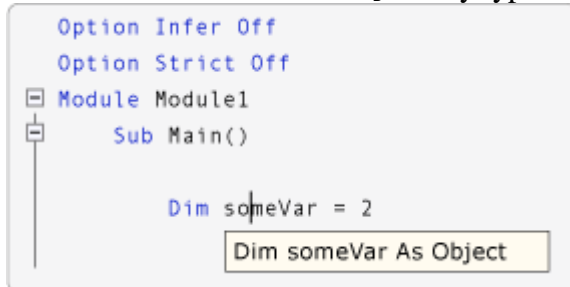 Option Infer Off
Option Strict Off
Module Module1
Sub Main()
Dim someVar = 2
Dim someVar As Object